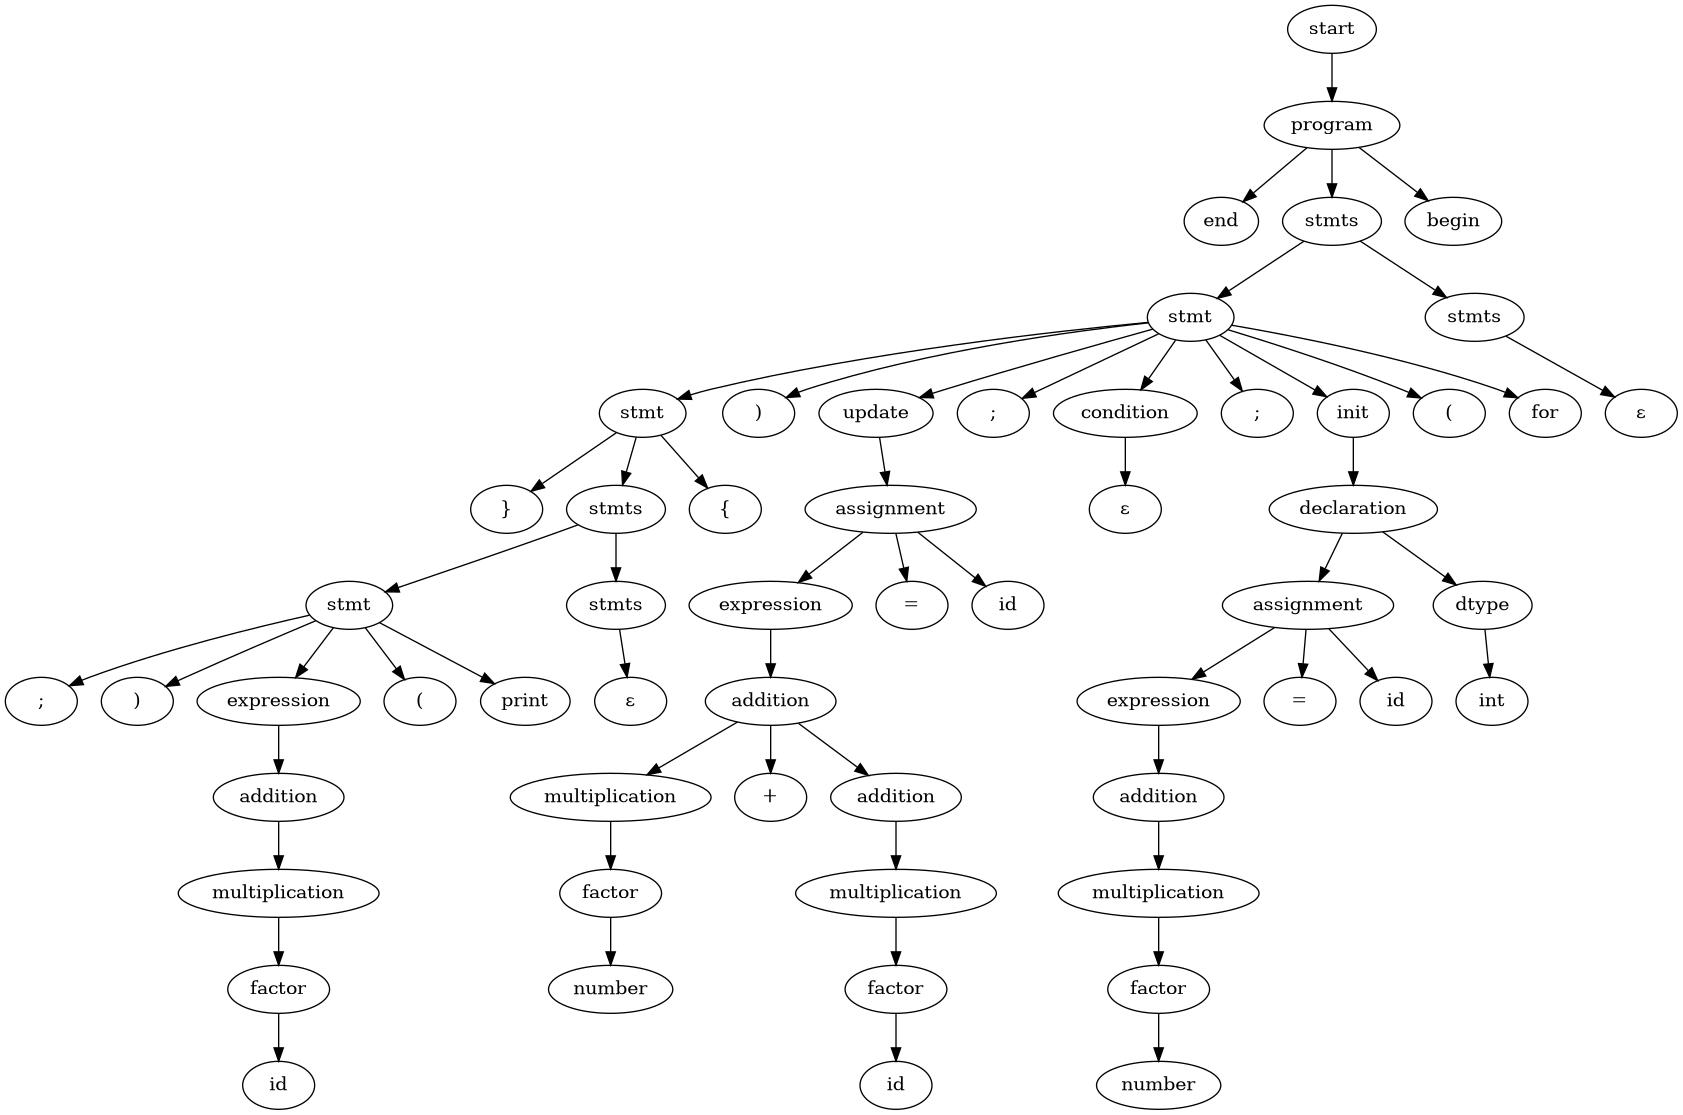 start
program
end stmts begin
stmt stmts
stmt ) update ; condition ; init ( for ε
} stmts { assignment ε declaration
stmt stmts expression = id assignment dtype
; ) expression ( print ε addition expression = id int
addition multiplication + addition addition
multiplication factor multiplication multiplication
factor number factor factor
id id number